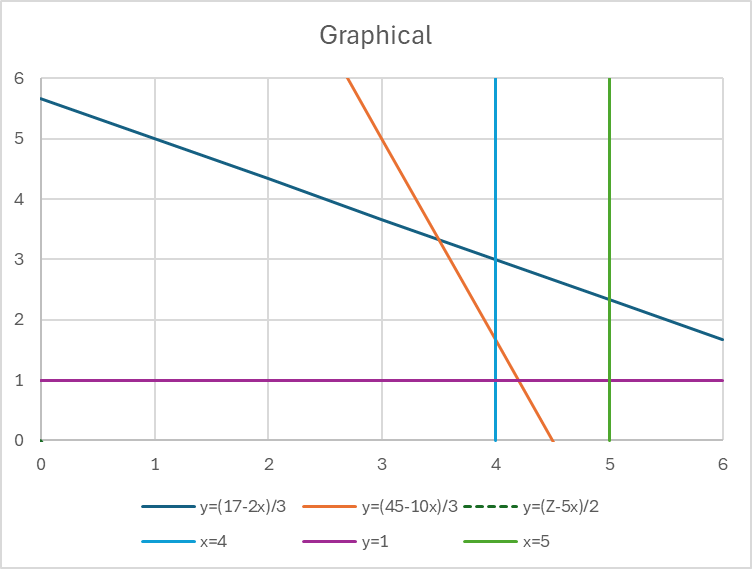 Graphical
6
5
4
3
2
1
0
0 1 2 3 4 5 6
y=(17-2x)/3 y=(45-10x)/3 y=(Z-5x)/2
x=4 y=1 x=5